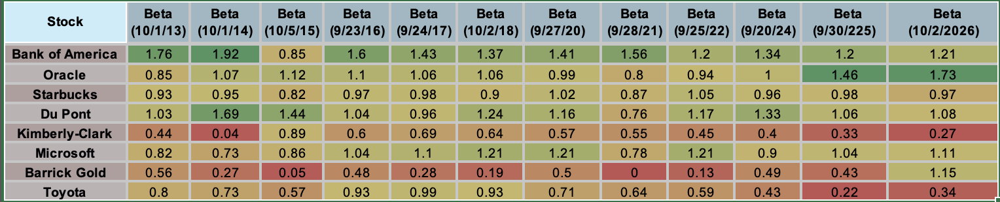 Stock Beta (10/1/13) Beta (10/1/14) Beta (10/5/15) Beta (9/23/16) Beta (9/24/17) Beta (10/2/18) Beta (9/27/20) Beta (9/28/21) Beta (9/25/22) Beta (9/20/24) Beta (9/30/225) Beta (10/2/2026)
Bank of America 1.76 1.92 0.85 1.6 1.43 1.37 1.41 1.56 1.2 1.34 1.2 1.21
Oracle 0.85 1.07 1.12 1.1 1.06 1.06 0.99 0.8 0.94 1 1.46 1.73
Starbucks 0.93 0.95 0.82 0.97 0.98 0.9 1.02 0.87 1.05 0.96 0.98 0.97
Du Pont 1.03 1.69 1.44 1.04 0.96 1.24 1.16 0.76 1.17 1.33 1.06 1.08
Kimberly-Clark 0.44 0.04 0.89 0.6 0.69 0.64 0.57 0.55 0.45 0.4 0.33 0.27
Microsoft 0.82 0.73 0.86 1.04 1.1 1.21 1.21 0.78 1.21 0.9 1.04 1.11
Barrick Gold 0.56 0.27 0.05 0.48 0.28 0.19 0.5 0 0.13 0.49 0.43 1.15
Toyota 0.8 0.73 0.57 0.93 0.99 0.93 0.71 0.64 0.59 0.43 0.22 0.34